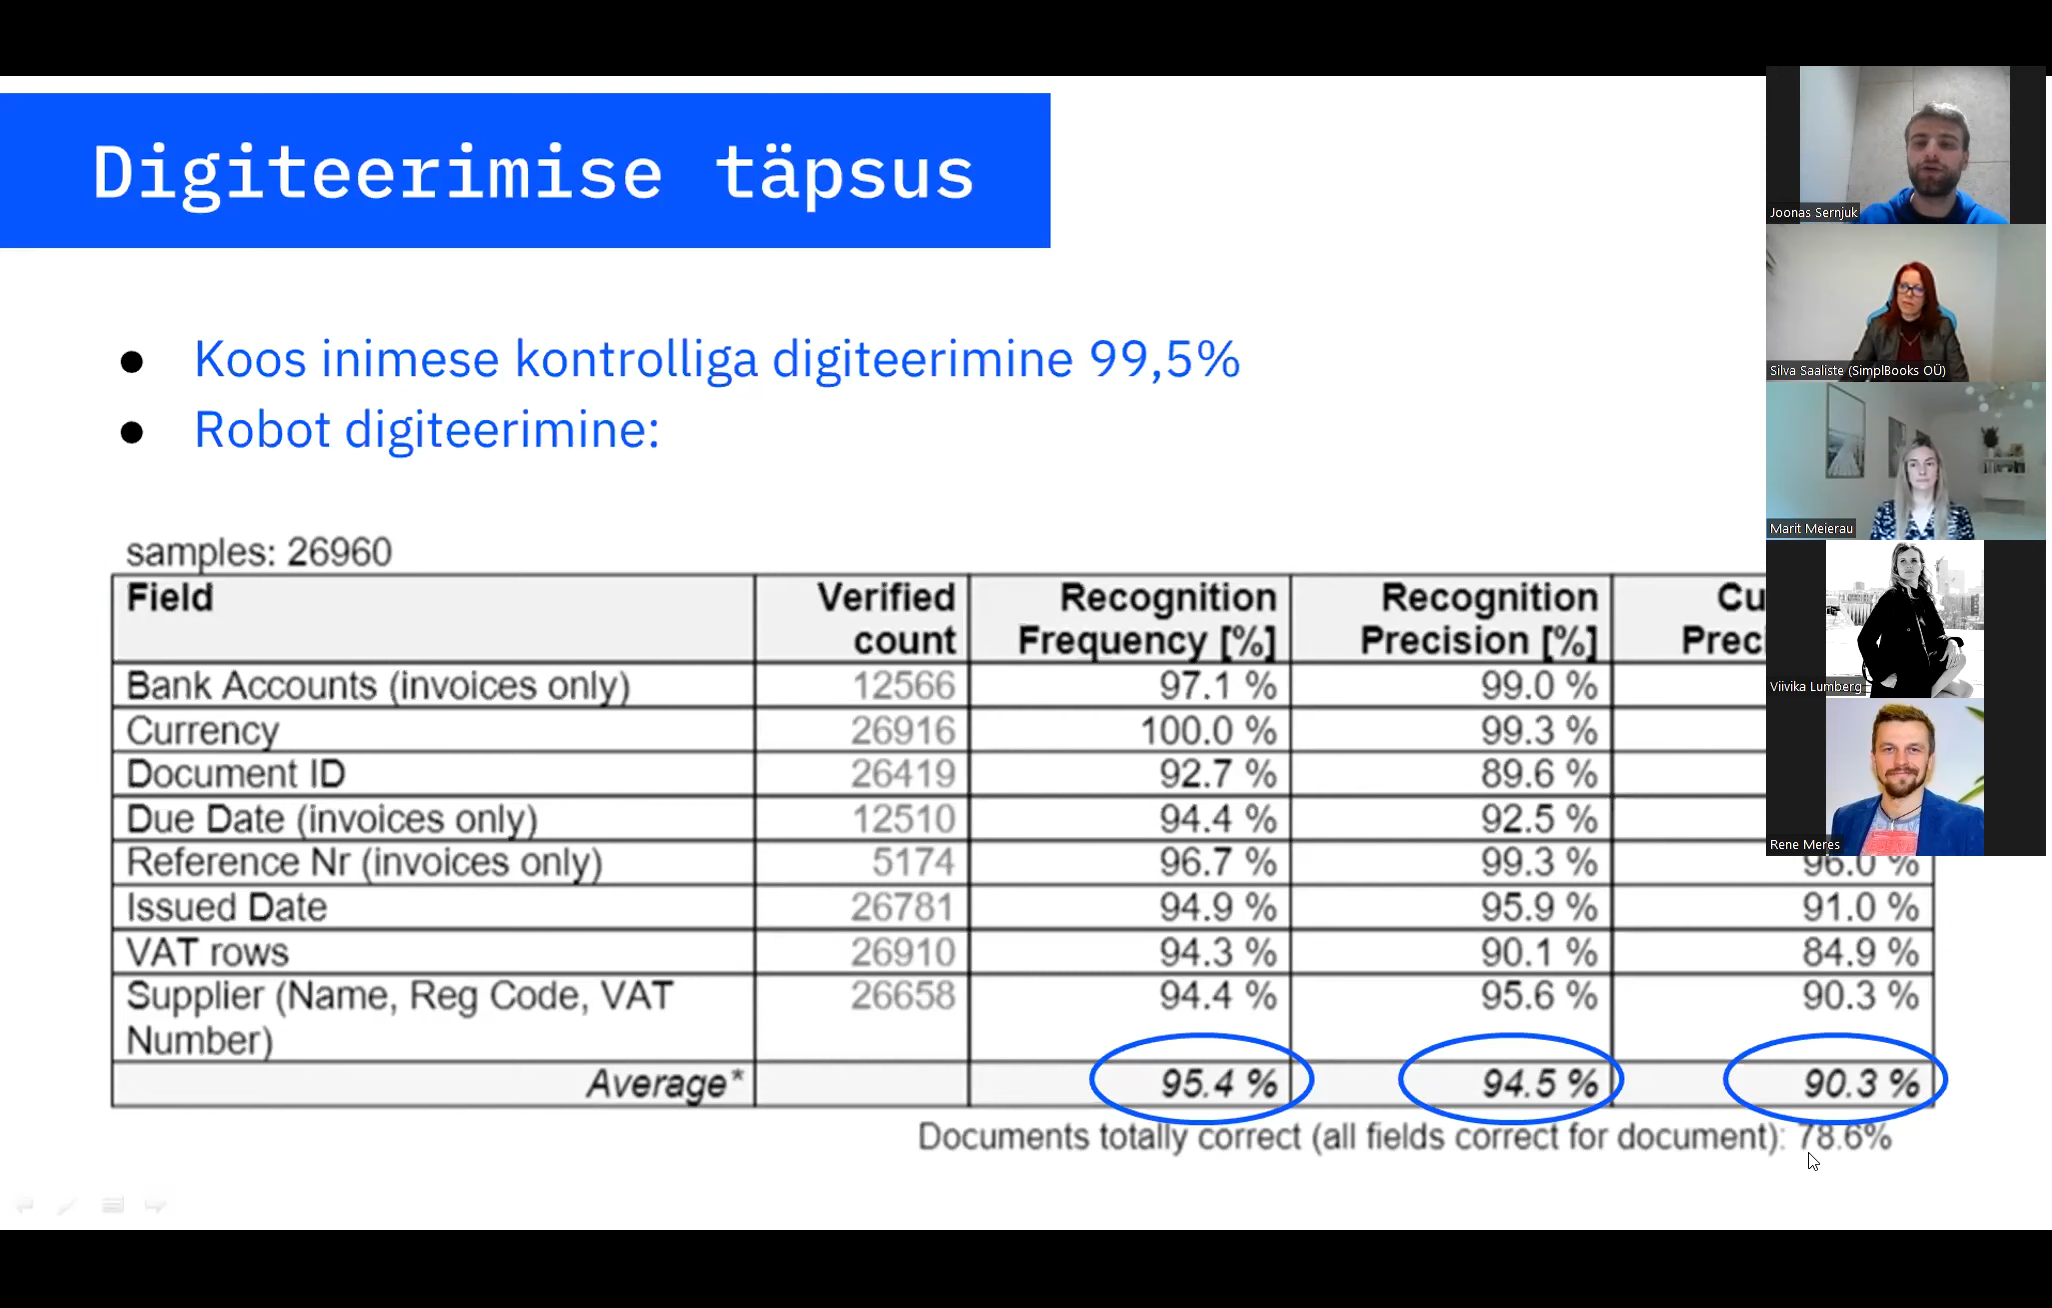 Digiteerimise täpsus
Koos inimese kontrolliga digiteerimine 99,5%
Robot digiteerimine:
samples: 26960
Field Verified count Recognition Frequency [%] Recognition Precision [%]
Bank Accounts (invoices only) 12566 97.1 % 99.0 %
Currency 26916 100.0 % 99.3 %
Document ID 26419 92.7 % 89.6 %
Due Date (invoices only) 12510 94.4 % 92.5 %
Reference Nr (invoices only) 5174 96.7 % 99.3 % 96.0 %
Issued Date 26781 94.9 % 95.9 % 91.0 %
VAT rows 26910 94.3 % 90.1 % 84.9 %
Supplier (Name, Reg Code, VAT Number) 26658 94.4 % 95.6 % 90.3 %
Average* 95.4 % 94.5 % 90.3 %
Documents totally correct (all fields correct for document): 78.6%
Joonas Sernjuk
Silva Saaliste (SimplBooks OÜ)
Marit Meierau
Viivika Lumberg
Rene Meres